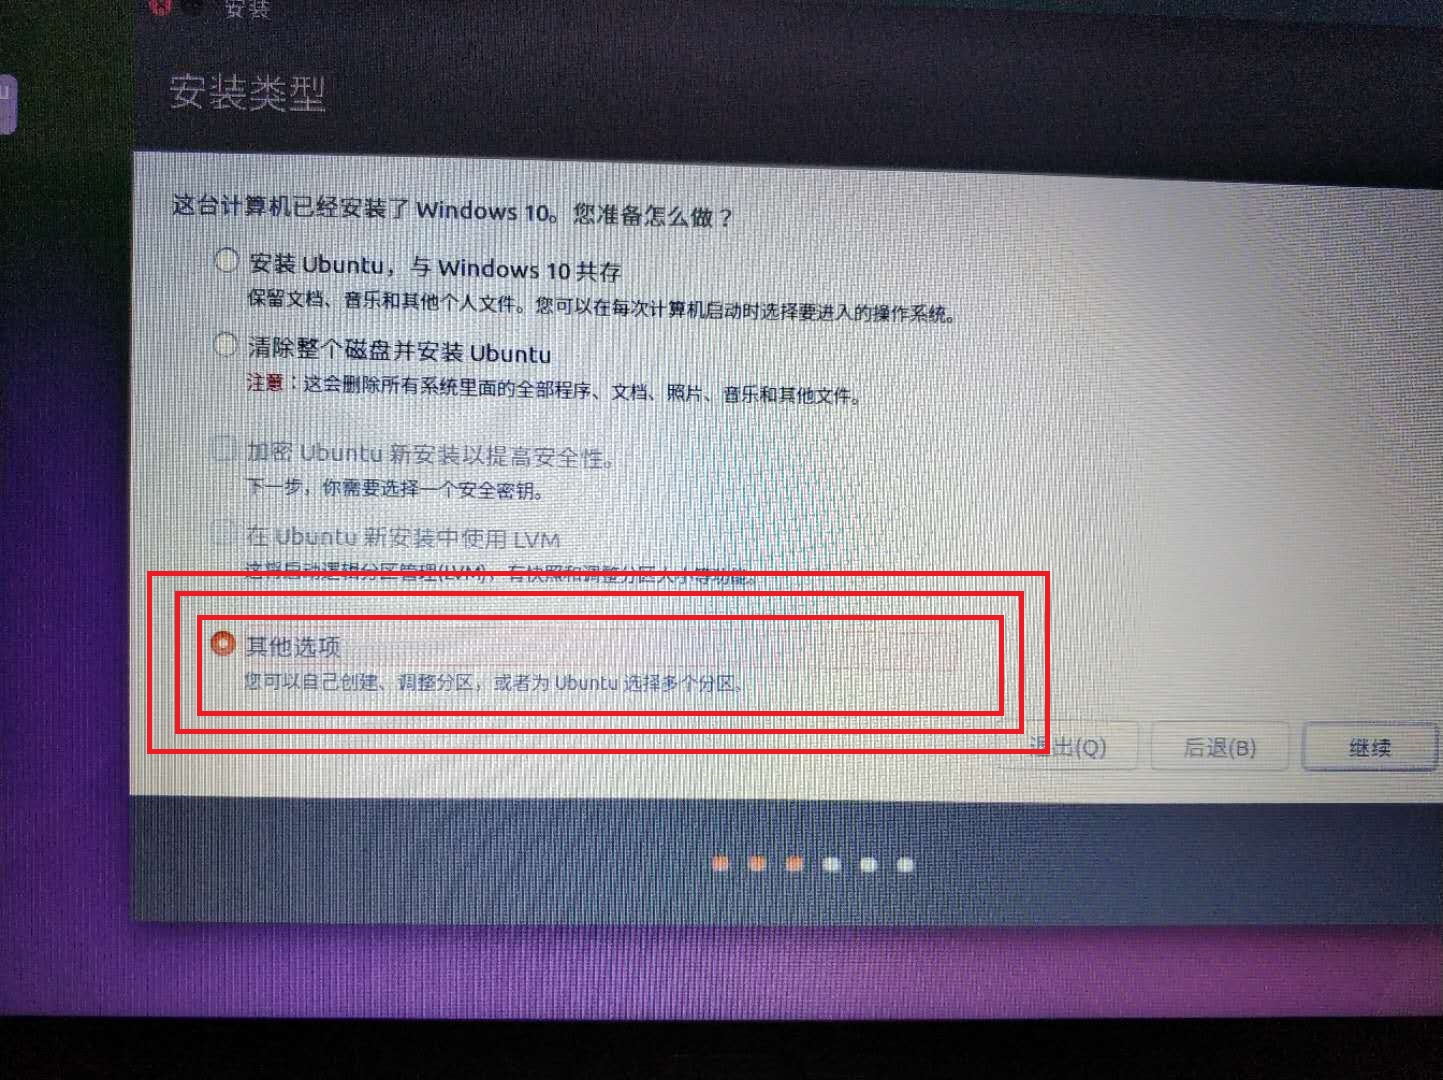 安装
安装类型
这台计算机已经安装了 Windows 10。您准备怎么做？
安装 Ubuntu，与 Windows 10 共存
保留文档、音乐和其他个人文件。您可以在每次计算机启动时选择要进入的操作系统。
清除整个磁盘并安装 Ubuntu
注意：这会删除所有系统里面的全部程序、文档、照片、音乐和其他文件。
加密 Ubuntu 新安装以提高安全性。
下一步，你需要选择一个安全密钥。
在 Ubuntu 新安装中使用 LVM
这将启动逻辑分区管理(LVM)，有快照和调整分区大小等功能。
其他选项
您可以自己创建、调整分区，或者为 Ubuntu 选择多个分区。
退出(Q) 后退(B) 继续